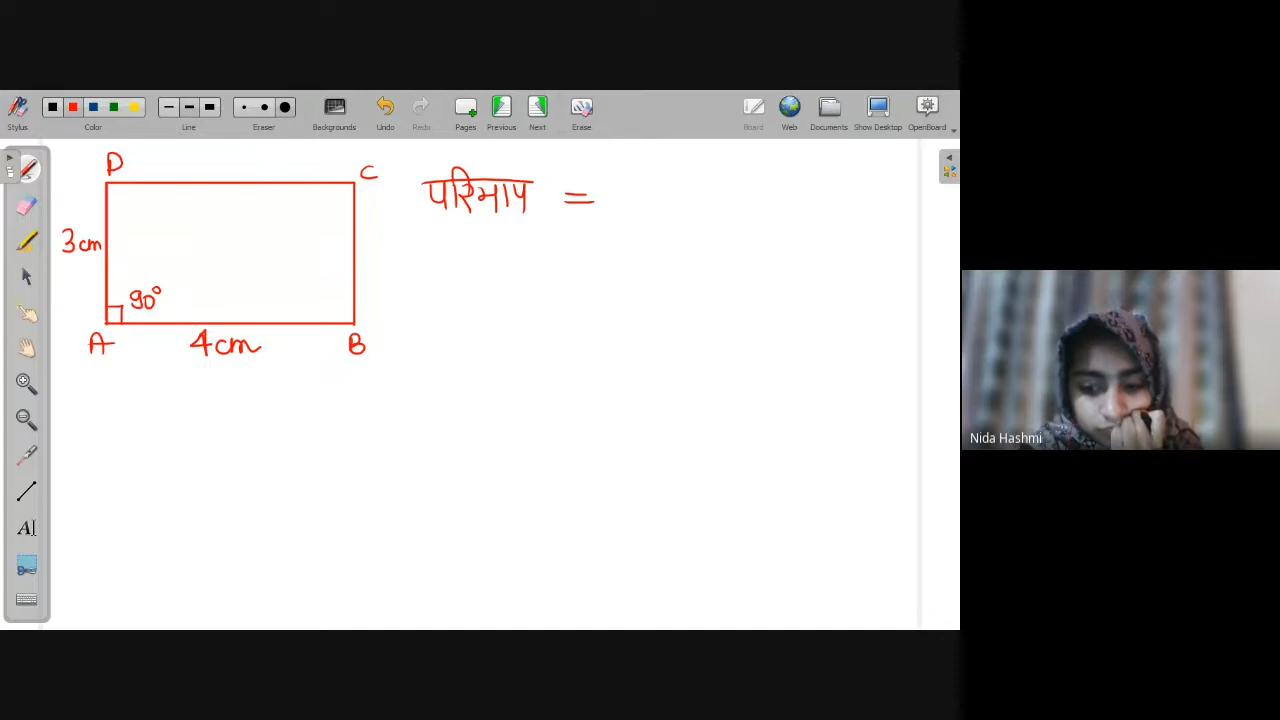 Stylus
Color
Line
Eraser
Backgrounds
Undo
Redo
Pages
Previous
Next
Erase
Board
Web
Documents
Show Desktop
OpenBoard
D
C
परिमाप =
3cm
90°
A
4cm
B
Nida Hashmi
A